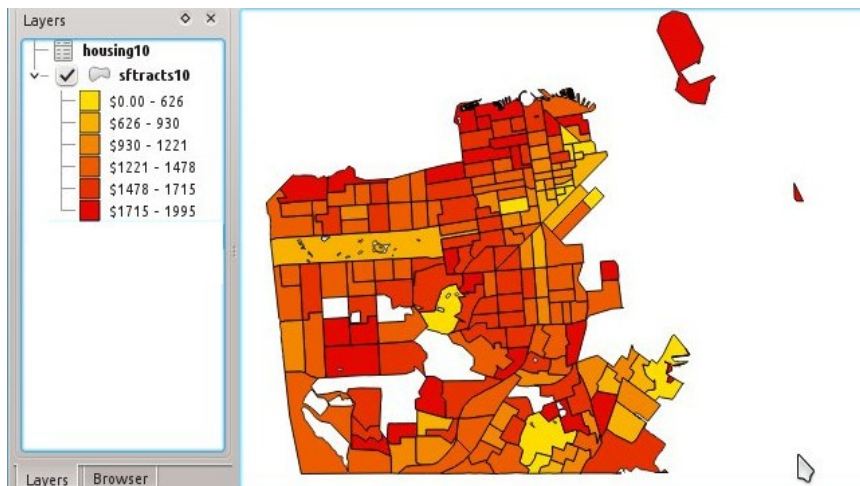 Layers
housing10
sftracts10
$0.00 - 626
$626 - 930
$930 - 1221
$1221 - 1478
$1478 - 1715
$1715 - 1995
Layers
Browser